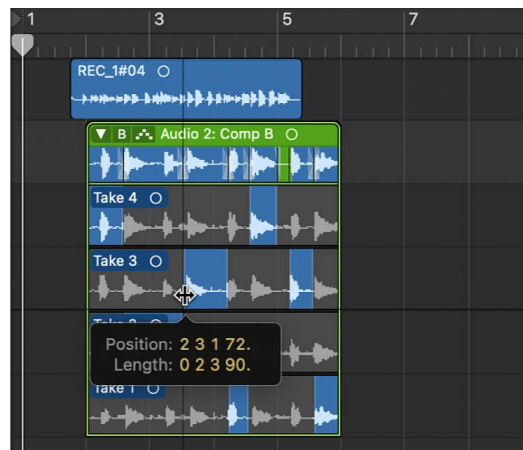 1 3 5 7
REC_1#04
B Audio 2: Comp B
Take 4
Take 3
Position: 2 3 1 72.
Length: 0 2 3 90.
Take 1